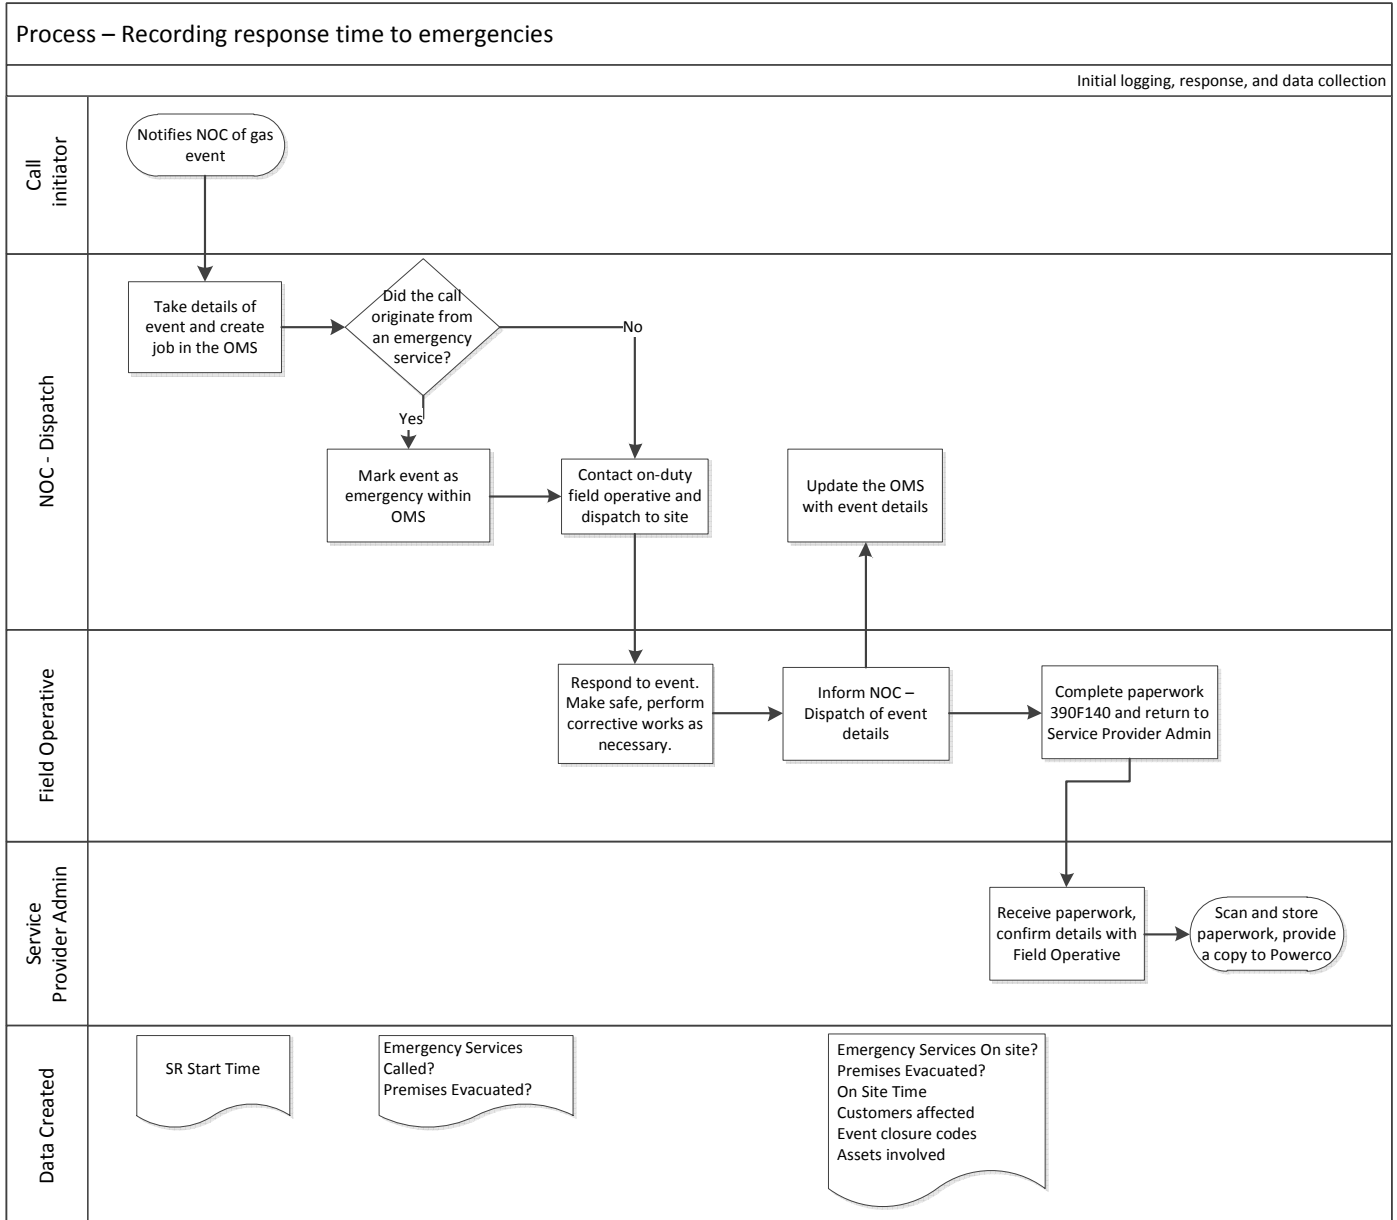 Process – Recording response time to emergencies
Initial logging, response, and data collection
Call
initiator
Notifies NOC of gas
event
NOC - Dispatch
Take details of
event and create
job in the OMS
Did the call
originate from
an emergency
service?
No
Yes
Mark event as
emergency within
OMS
Contact on-duty
field operative and
dispatch to site
Update the OMS
with event details
Field Operative
Respond to event.
Make safe, perform
corrective works as
necessary.
Inform NOC –
Dispatch of event
details
Complete paperwork
390F140 and return to
Service Provider Admin
Service
Provider Admin
Receive paperwork,
confirm details with
Field Operative
Scan and store
paperwork, provide
a copy to Powerco
Data Created
SR Start Time
Emergency Services
Called?
Premises Evacuated?
Emergency Services On site?
Premises Evacuated?
On Site Time
Customers affected
Event closure codes
Assets involved